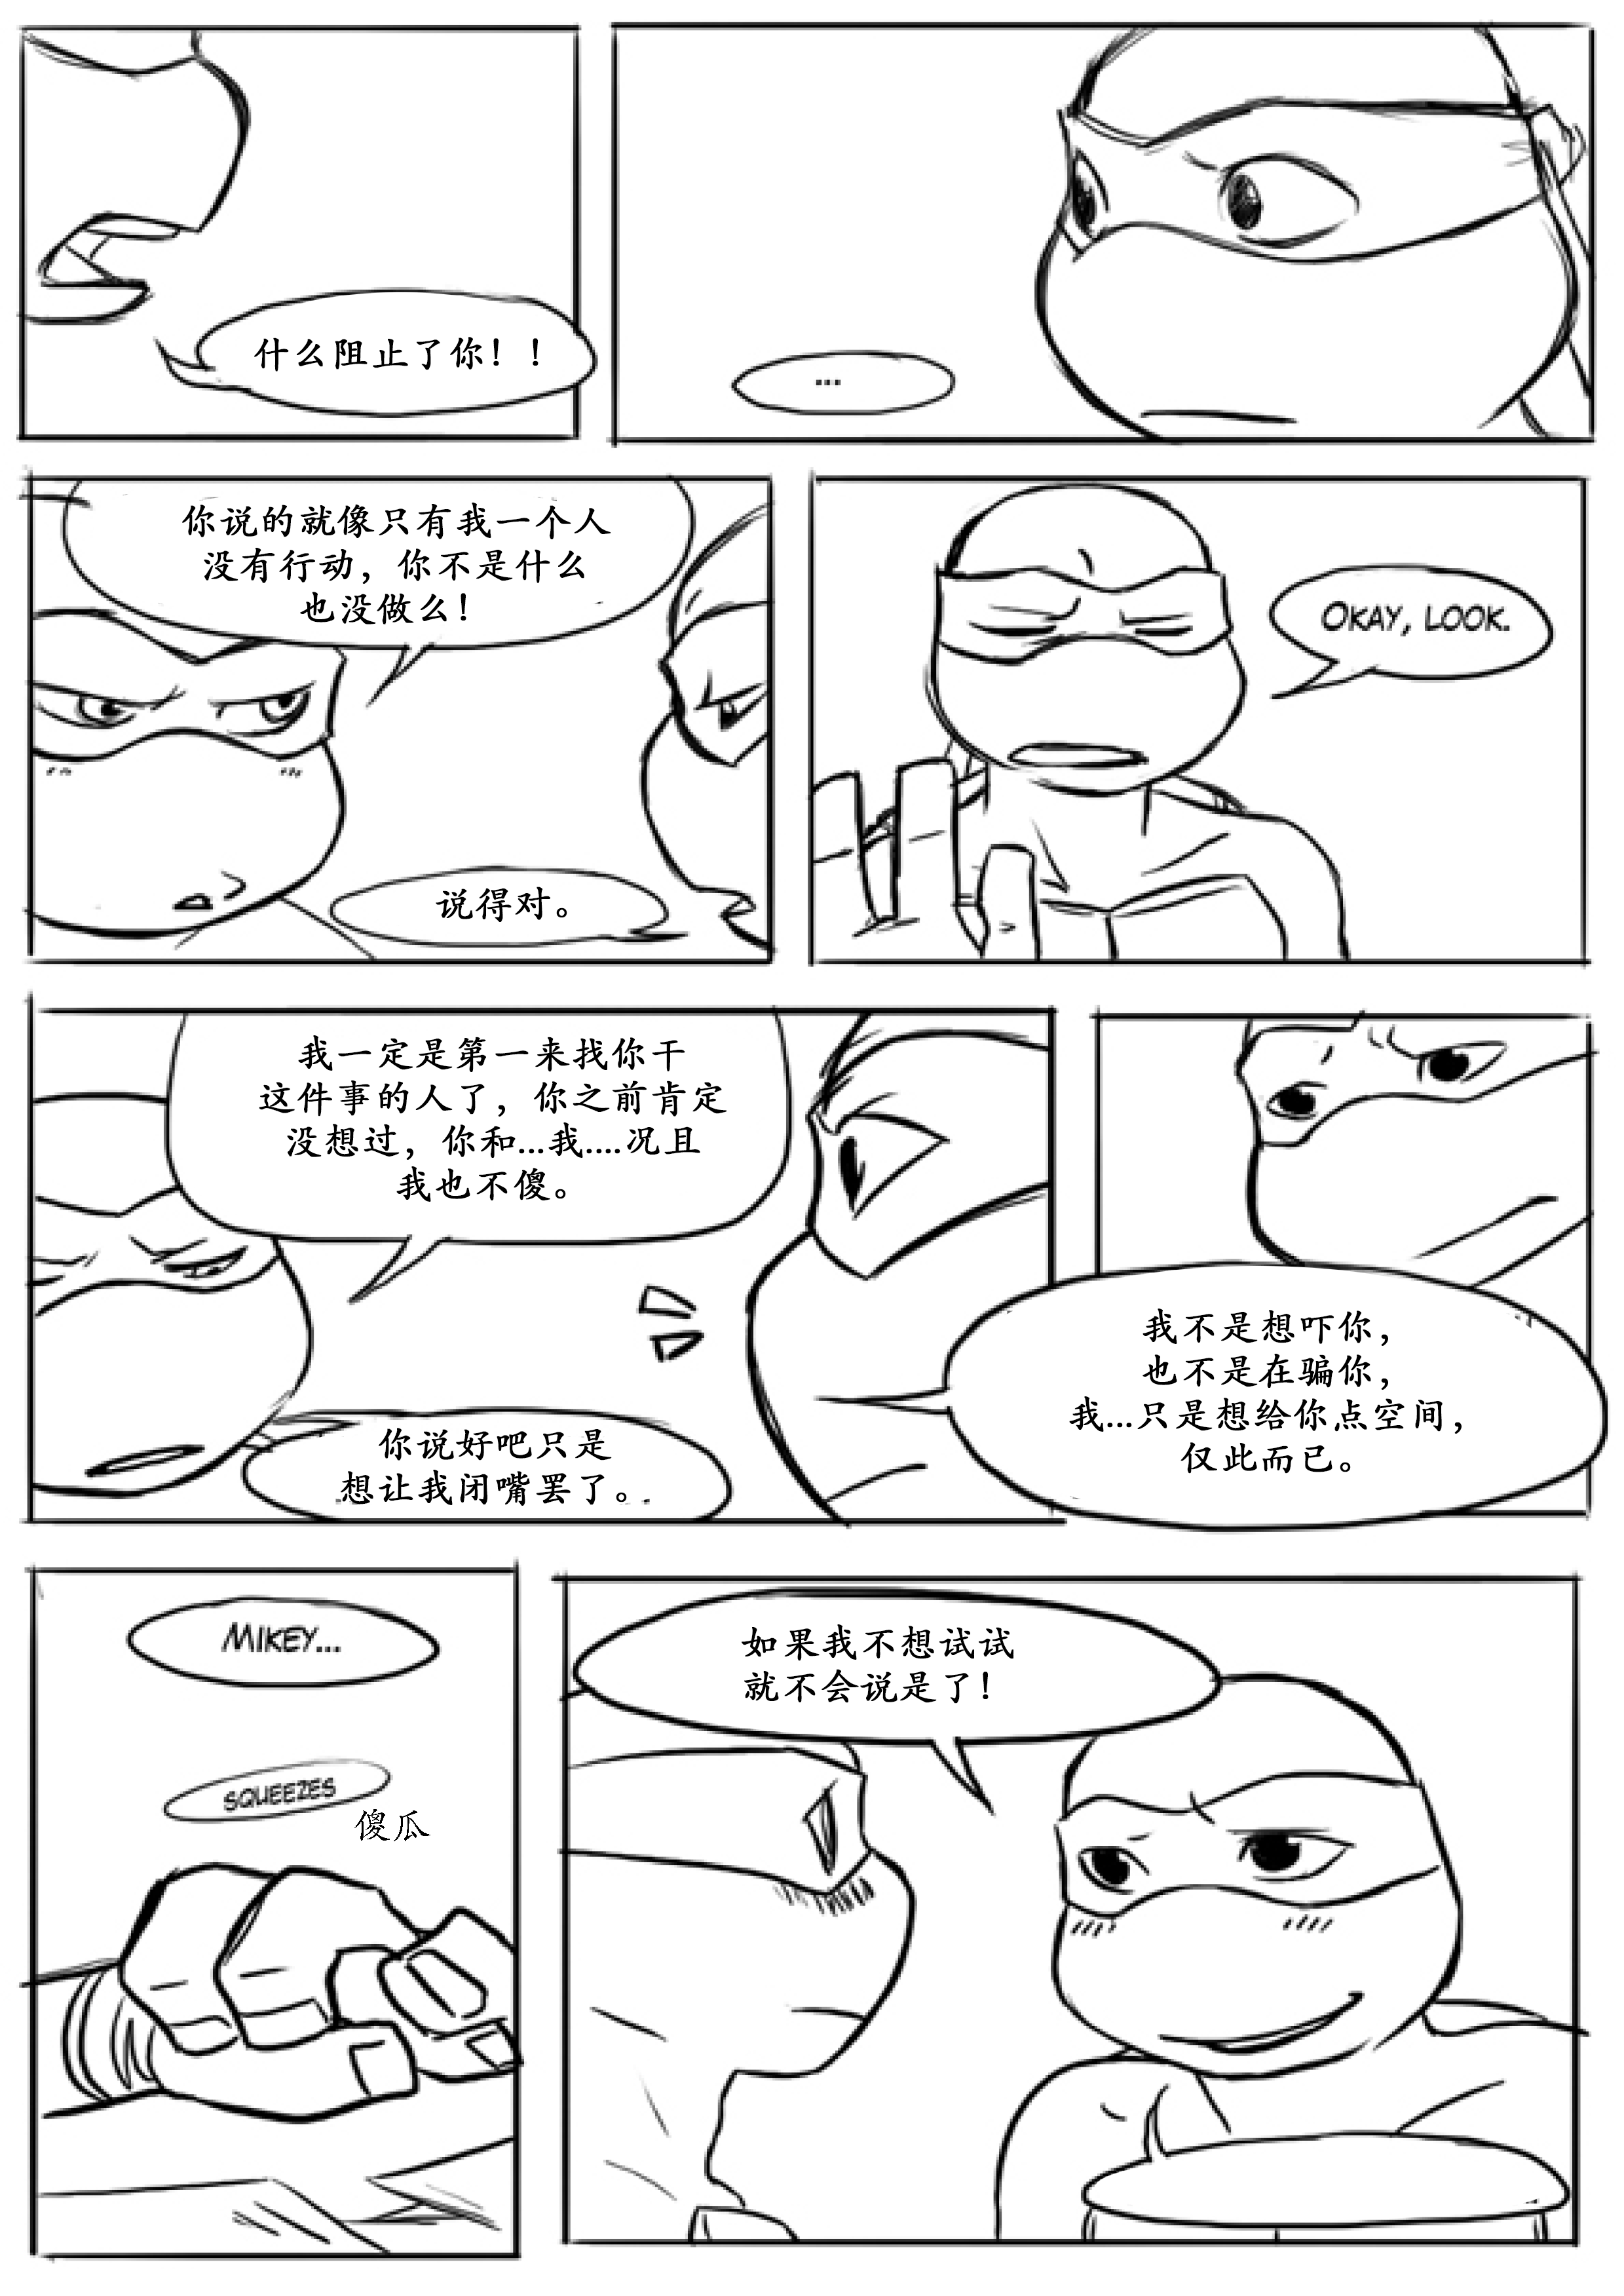 什么阻止了你！！
...
你说的就像只有我一个人
没有行动，你不是什么
也没做么！
说得对。
OKAY, LOOK.
我一定是第一来找你干
这件事的人了，你之前肯定
没想过，你和...我....况且
我也不傻。
你说好吧只是
想让我闭嘴罢了。
我不是想吓你，
也不是在骗你，
我...只是想给你点空间，
仅此而已。
MIKEY...
SQUEEZES
傻瓜
如果我不想试试
就不会说是了！